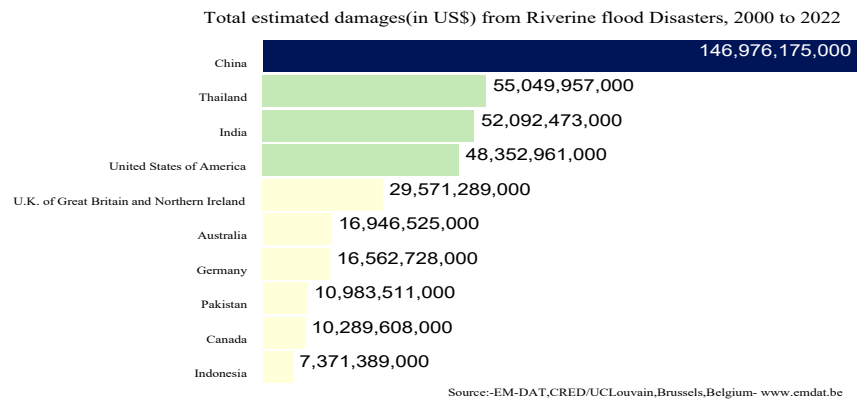 Total estimated damages(in US$) from Riverine flood Disasters, 2000 to 2022
China 146,976,175,000
Thailand 55,049,957,000
India 52,092,473,000
United States of America 48,352,961,000
U.K. of Great Britain and Northern Ireland 29,571,289,000
Australia 16,946,525,000
Germany 16,562,728,000
Pakistan 10,983,511,000
Canada 10,289,608,000
Indonesia 7,371,389,000
Source:-EM-DAT,CRED/UCLouvain,Brussels,Belgium- www.emdat.be